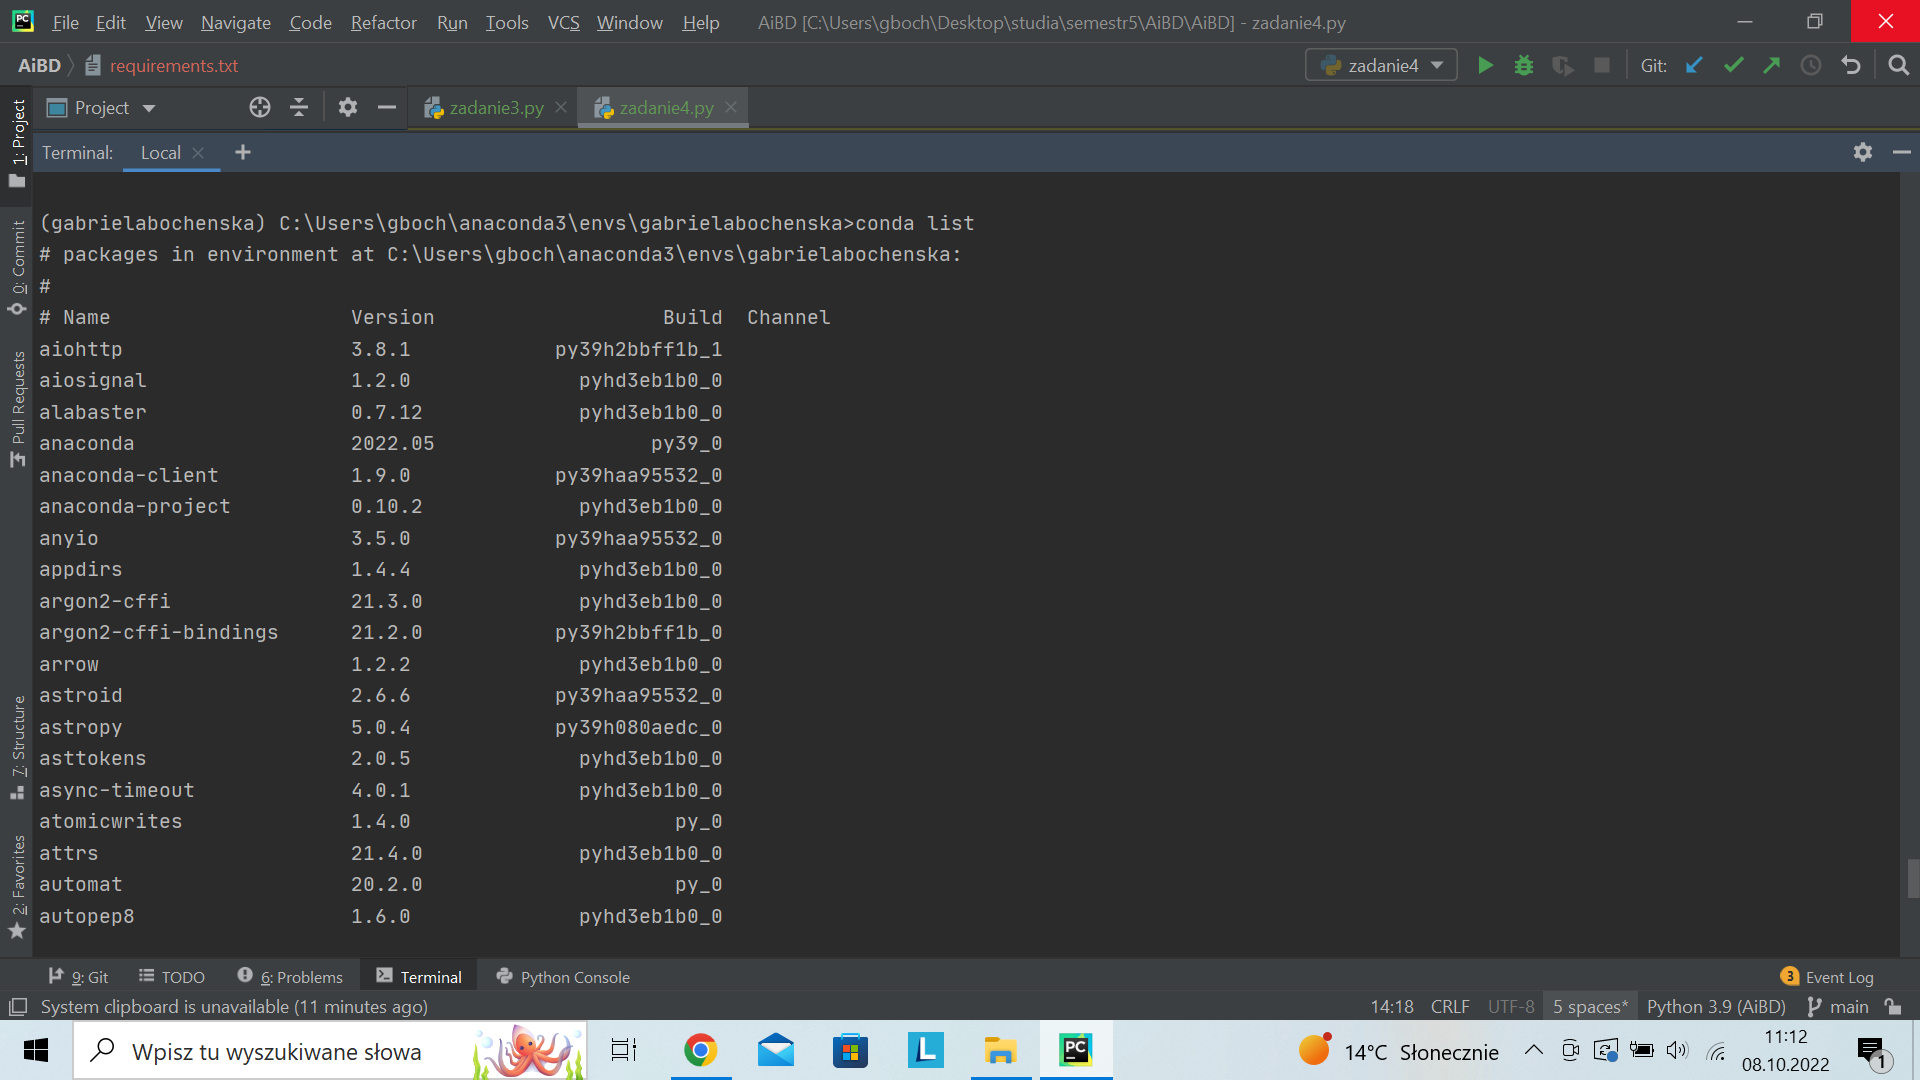 File Edit View Navigate Code Refactor Run Tools VCS Window Help AiBD [C:\Users\gboch\Desktop\studia\semestr5\AiBD\AiBD] - zadanie4.py
AiBD requirements.txt zadanie4 Git:
Project zadanie3.py zadanie4.py
Terminal: Local
(gabrielabochenska) C:\Users\gboch\anaconda3\envs\gabrielabochenska>conda list
# packages in environment at C:\Users\gboch\anaconda3\envs\gabrielabochenska:
#
# Name Version Build Channel
aiohttp 3.8.1 py39h2bbff1b_1
aiosignal 1.2.0 pyhd3eb1b0_0
alabaster 0.7.12 pyhd3eb1b0_0
anaconda 2022.05 py39_0
anaconda-client 1.9.0 py39haa95532_0
anaconda-project 0.10.2 pyhd3eb1b0_0
anyio 3.5.0 py39haa95532_0
appdirs 1.4.4 pyhd3eb1b0_0
argon2-cffi 21.3.0 pyhd3eb1b0_0
argon2-cffi-bindings 21.2.0 py39h2bbff1b_0
arrow 1.2.2 pyhd3eb1b0_0
astroid 2.6.6 py39haa95532_0
astropy 5.0.4 py39h080aedc_0
asttokens 2.0.5 pyhd3eb1b0_0
async-timeout 4.0.1 pyhd3eb1b0_0
atomicwrites 1.4.0 py_0
attrs 21.4.0 pyhd3eb1b0_0
automat 20.2.0 py_0
autopep8 1.6.0 pyhd3eb1b0_0
1: Project
0: Commit
Pull Requests
7: Structure
2: Favorites
9: Git TODO 6: Problems Terminal Python Console 3 Event Log
System clipboard is unavailable (11 minutes ago) 14:18 CRLF UTF-8 5 spaces* Python 3.9 (AiBD) main
Wpisz tu wyszukiwane słowa L PC 14°C Słonecznie 11:12
08.10.2022 1